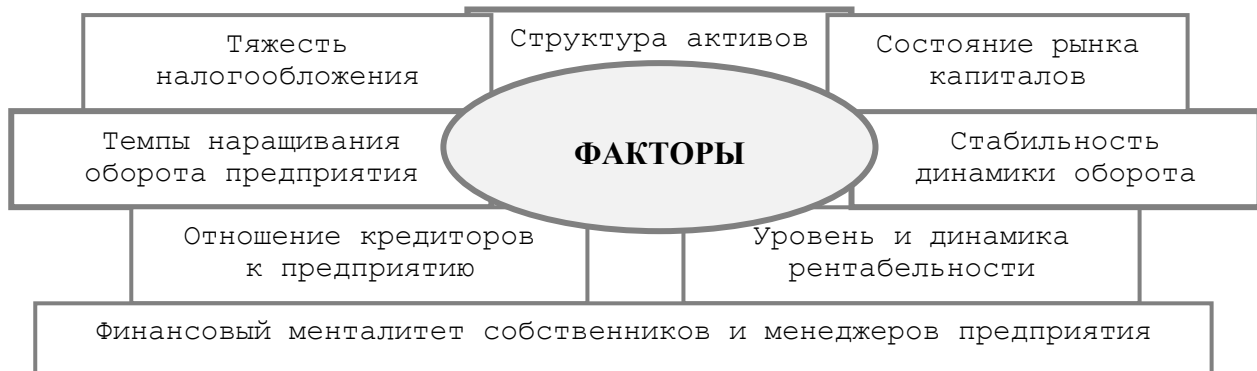 Тяжесть
налогообложения
Структура активов
Состояние рынка
капиталов
Темпы наращивания
оборота предприятия
ФАКТОРЫ
Стабильность
динамики оборота
Отношение кредиторов
к предприятию
Уровень и динамика
рентабельности
Финансовый менталитет собственников и менеджеров предприятия